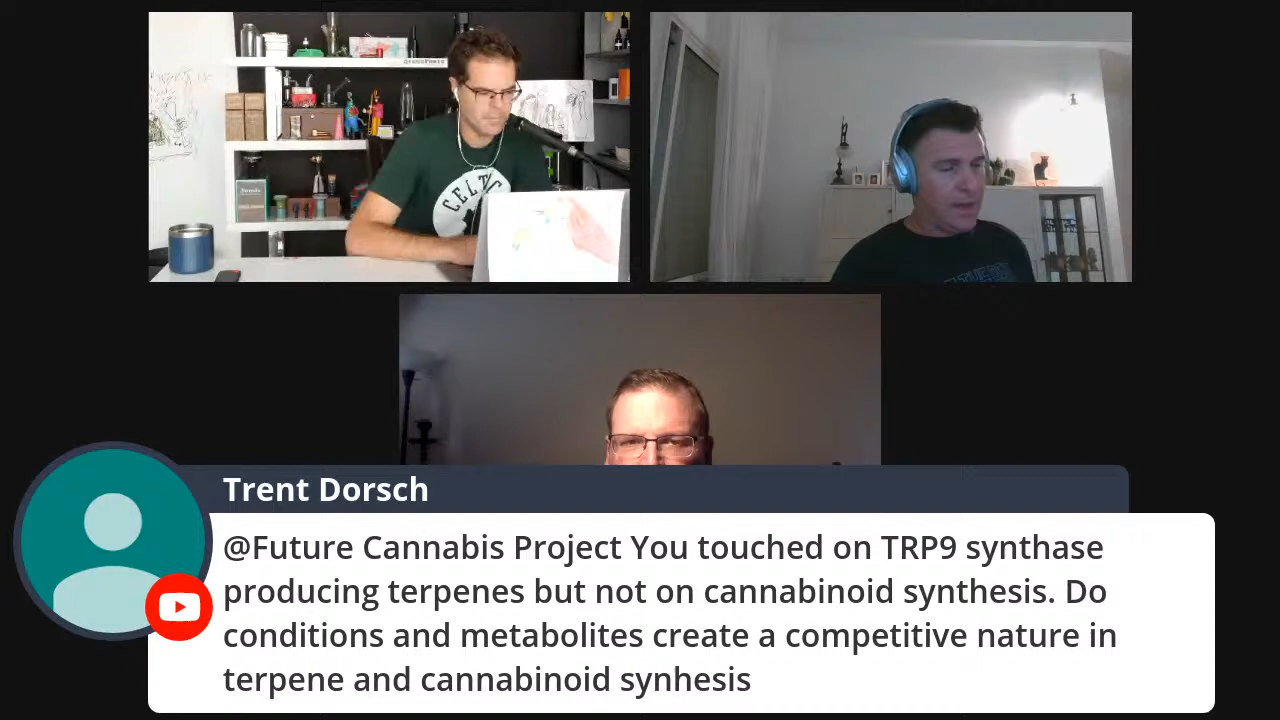 CELTIC
Trent Dorsch
@Future Cannabis Project You touched on TRP9 synthase
producing terpenes but not on cannabinoid synthesis. Do
conditions and metabolites create a competitive nature in
terpene and cannabinoid synhesis